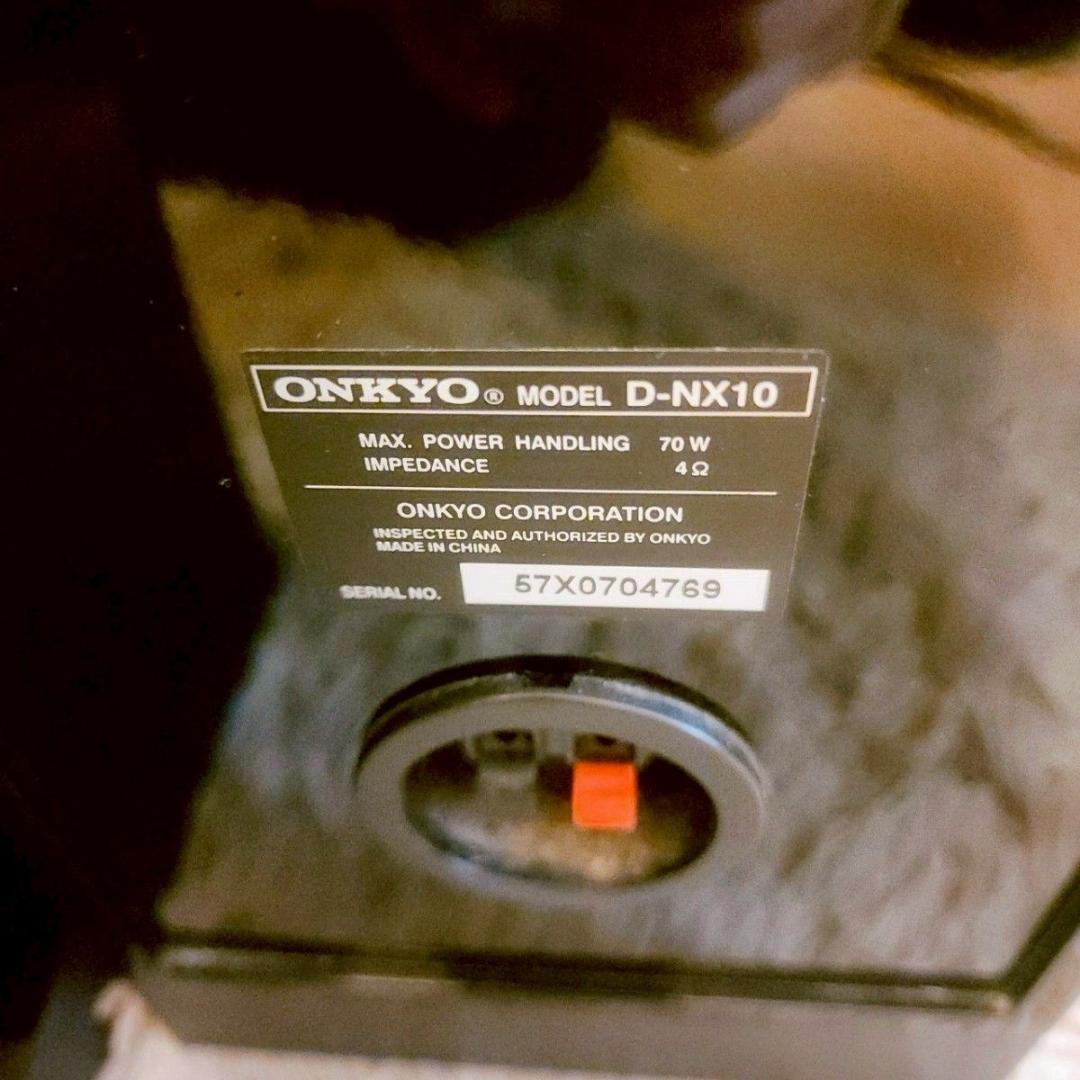 ONKYO® MODEL D-NX10
MAX. POWER HANDLING 70 W
IMPEDANCE 4Ω
ONKYO CORPORATION
INSPECTED AND AUTHORIZED BY ONKYO
MADE IN CHINA
SERIAL NO. 57X0704769